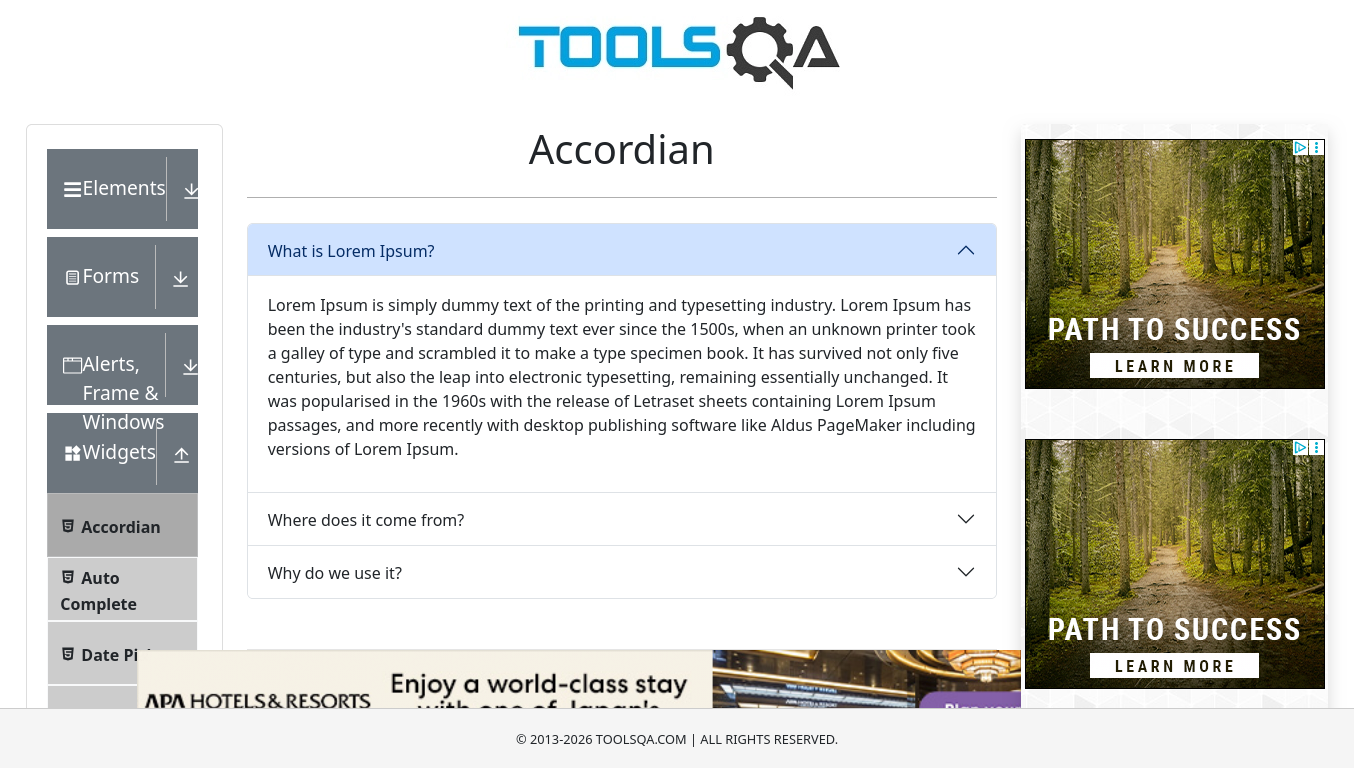 TOOLSQA
Elements
Forms
Alerts,
Frame &
Windows
Widgets
Accordian
Auto
Complete
Accordian
What is Lorem Ipsum?
Lorem Ipsum is simply dummy text of the printing and typesetting industry. Lorem Ipsum has
been the industry's standard dummy text ever since the 1500s, when an unknown printer took
a galley of type and scrambled it to make a type specimen book. It has survived not only five
centuries, but also the leap into electronic typesetting, remaining essentially unchanged. It
was popularised in the 1960s with the release of Letraset sheets containing Lorem Ipsum
passages, and more recently with desktop publishing software like Aldus PageMaker including
versions of Lorem Ipsum.
Where does it come from?
Why do we use it?
PATH TO SUCCESS
LEARN MORE
PATH TO SUCCESS
LEARN MORE
Date
APA HOTELS & RESORTS
Enjoy a world-class stay
with one of Japan's
© 2013-2026 TOOLSQA.COM | ALL RIGHTS RESERVED.